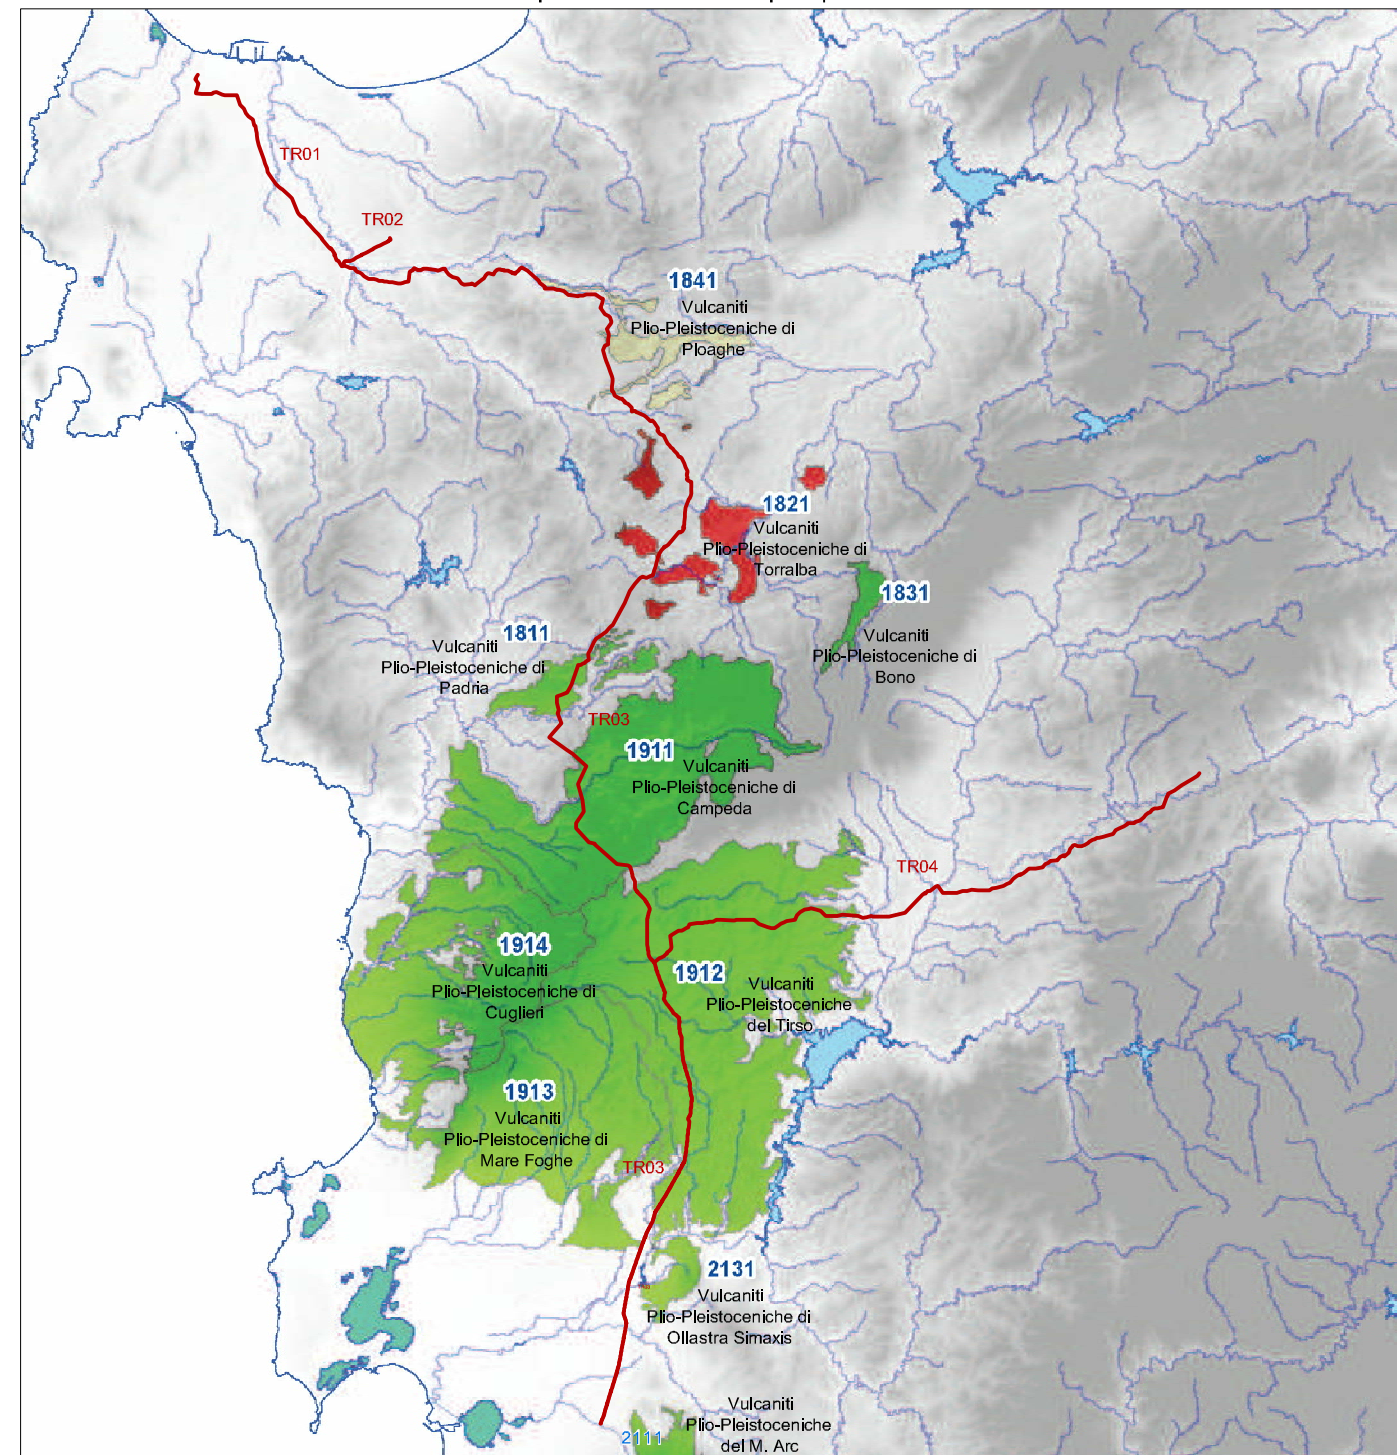 TR01
TR02
1841
Vulcaniti
Plio-Pleistoceniche di
Ploaghe
1821
Vulcaniti
Plio-Pleistoceniche di
Torralba
1831
Vulcaniti
Plio-Pleistoceniche di
Bono
1811
Vulcaniti
Plio-Pleistoceniche di
Padria
TR03
1911
Vulcaniti
Plio-Pleistoceniche di
Campeda
TR04
1914
Vulcaniti
Plio-Pleistoceniche di
Cuglieri
1912
Vulcaniti
Plio-Pleistoceniche
del Tirso
1913
Vulcaniti
Plio-Pleistoceniche di
Mare Foghe
TR03
2131
Vulcaniti
Plio-Pleistoceniche di
Ollastra Simaxis
Vulcaniti
Plio-Pleistoceniche
del M. Arc
2111